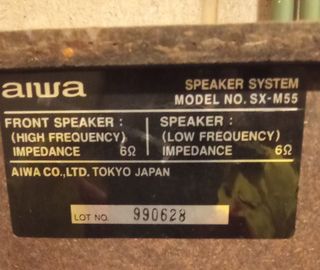 aiwa SPEAKER SYSTEM
MODEL NO. SX-M55
FRONT SPEAKER : SPEAKER :
(HIGH FREQUENCY) (LOW FREQUENCY)
IMPEDANCE 6Ω IMPEDANCE 6Ω
AIWA CO.,LTD. TOKYO JAPAN
LOT NO. 990628